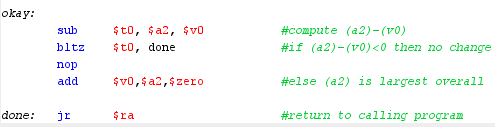 okay:
sub $t0, $a2, $v0 #compute (a2)-(v0)
bltz $t0, done #if (a2)-(v0)<0 then no change
nop
add $v0,$a2,$zero #else (a2) is largest overall
done: jr $ra #return to calling program